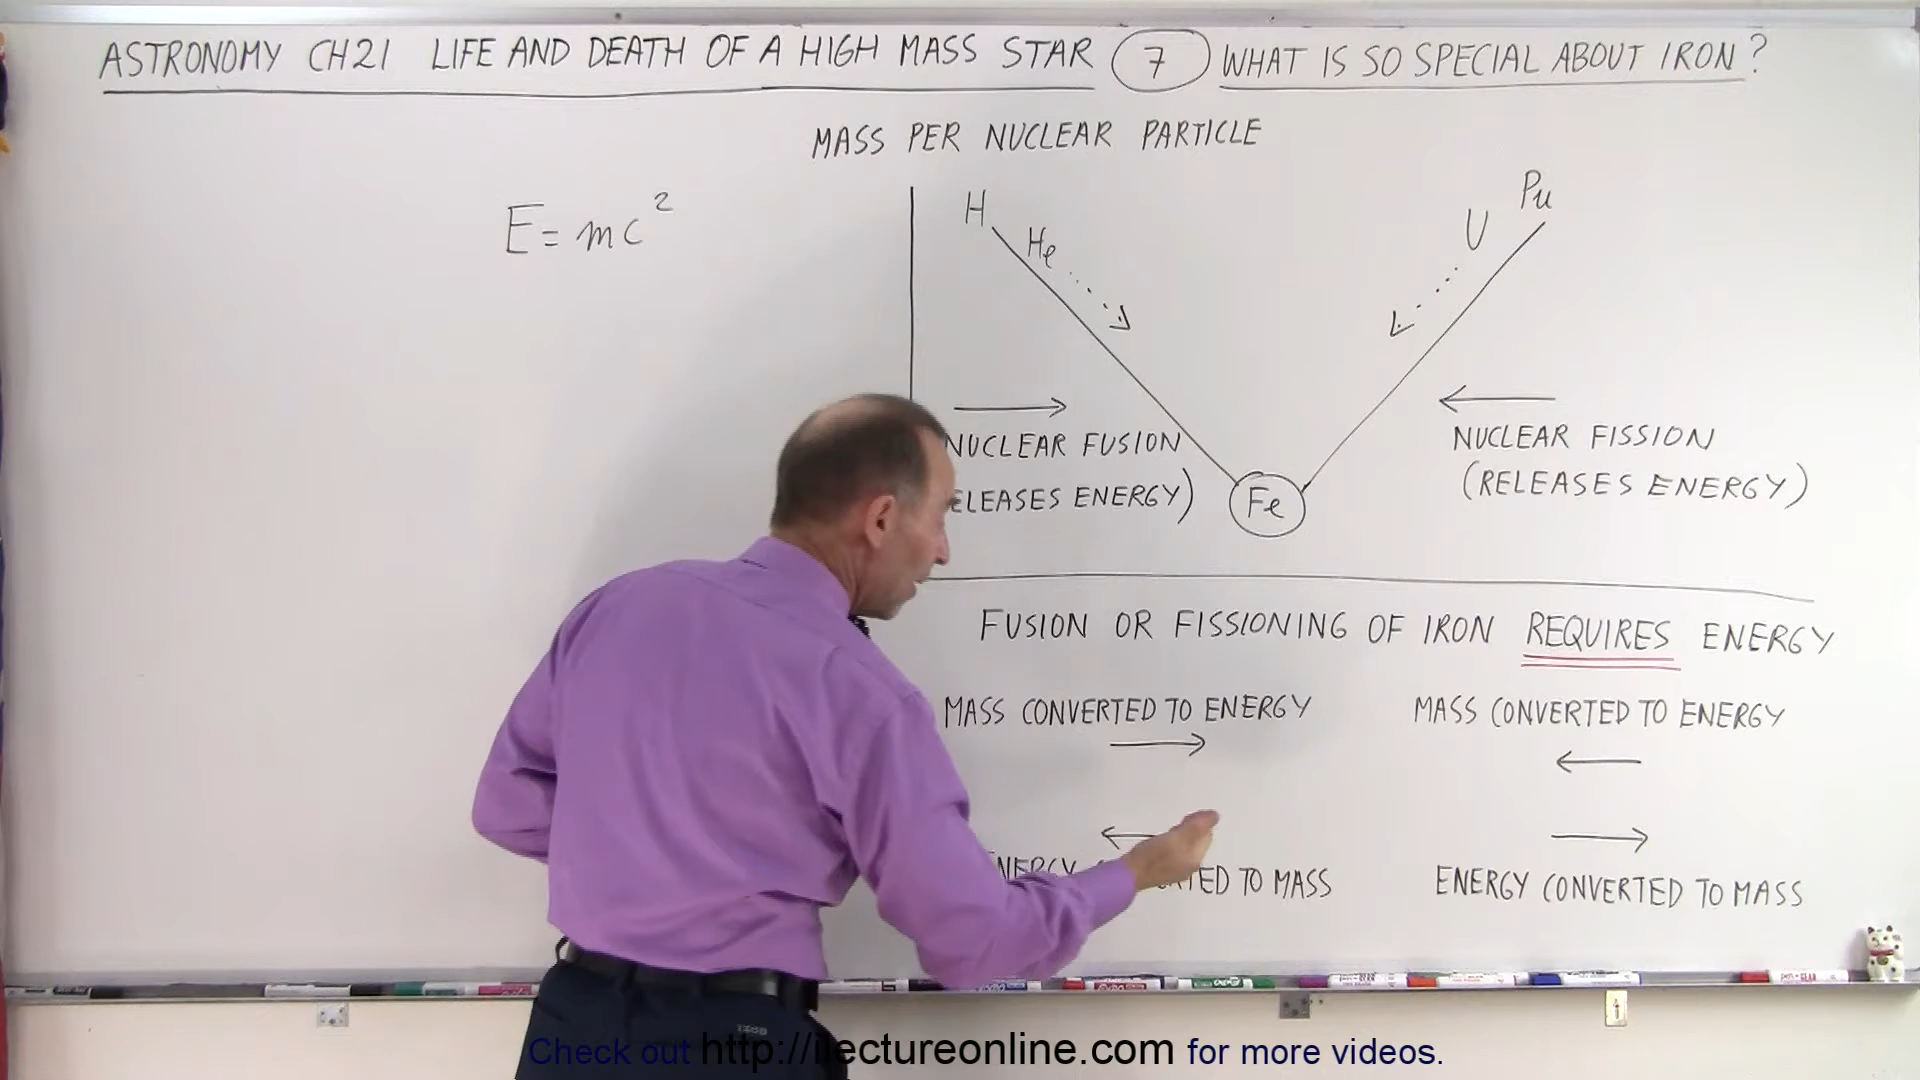 ASTRONOMY CH21 LIFE AND DEATH OF A HIGH MASS STAR 7 WHAT IS SO SPECIAL ABOUT IRON?
MASS PER NUCLEAR PARTICLE
E = mc²
H
He
U
Pu
NUCLEAR FUSION
ELEASES ENERGY)
Fe
NUCLEAR FISSION
(RELEASES ENERGY)
FUSION OR FISSIONING OF IRON REQUIRES ENERGY
MASS CONVERTED TO ENERGY
MASS CONVERTED TO ENERGY
NERGY RTED TO MASS
ENERGY CONVERTED TO MASS
Check out http://ilectureonline.com for more videos.